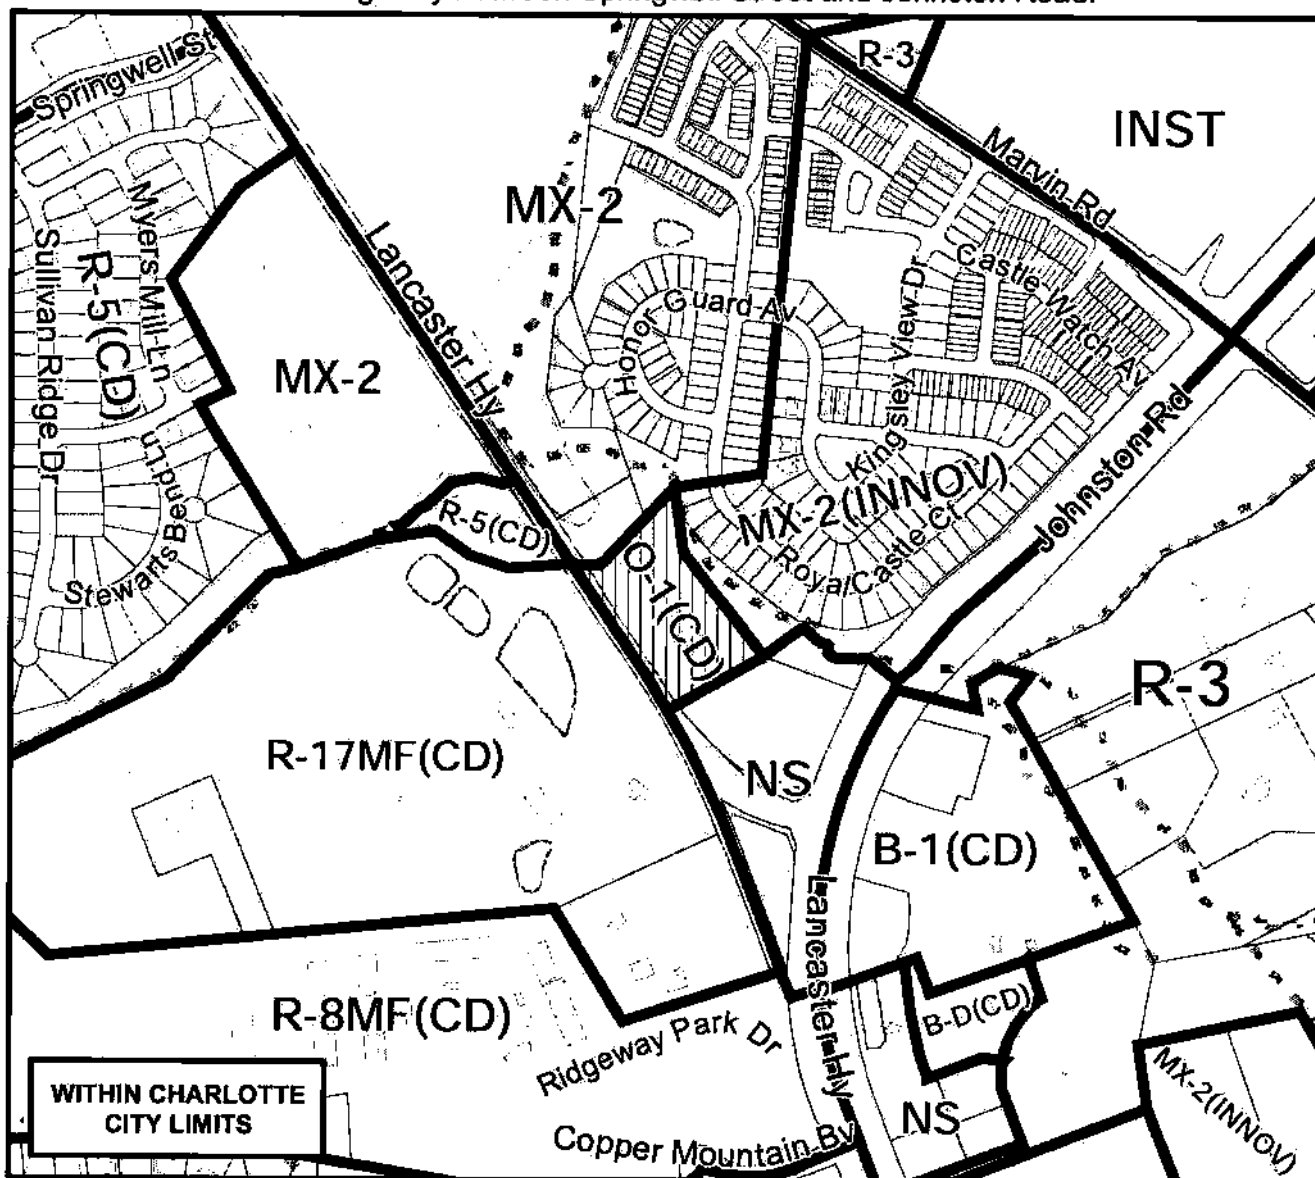 Springwell St
R-3
INST
Marvin Rd
MX-2
Lancaster Hy
Myers Mill Ln
Sullivan Ridge Dr
R-5(CD)
Castle Watch Av
Honor Guard Av
Kingsley View Dr
MX-2
Johnston Rd
Stewarts Bend Ln
R-5(CD)
MX-2(INNOV)
Royal Castle Ct
O-1(CD)
R-3
R-17MF(CD)
NS
B-1(CD)
Lancaster Hy
R-8MF(CD)
B-D(CD)
Ridgeway Park Dr
MX-2(INNOV)
WITHIN CHARLOTTE
CITY LIMITS
NS
Copper Mountain Bv